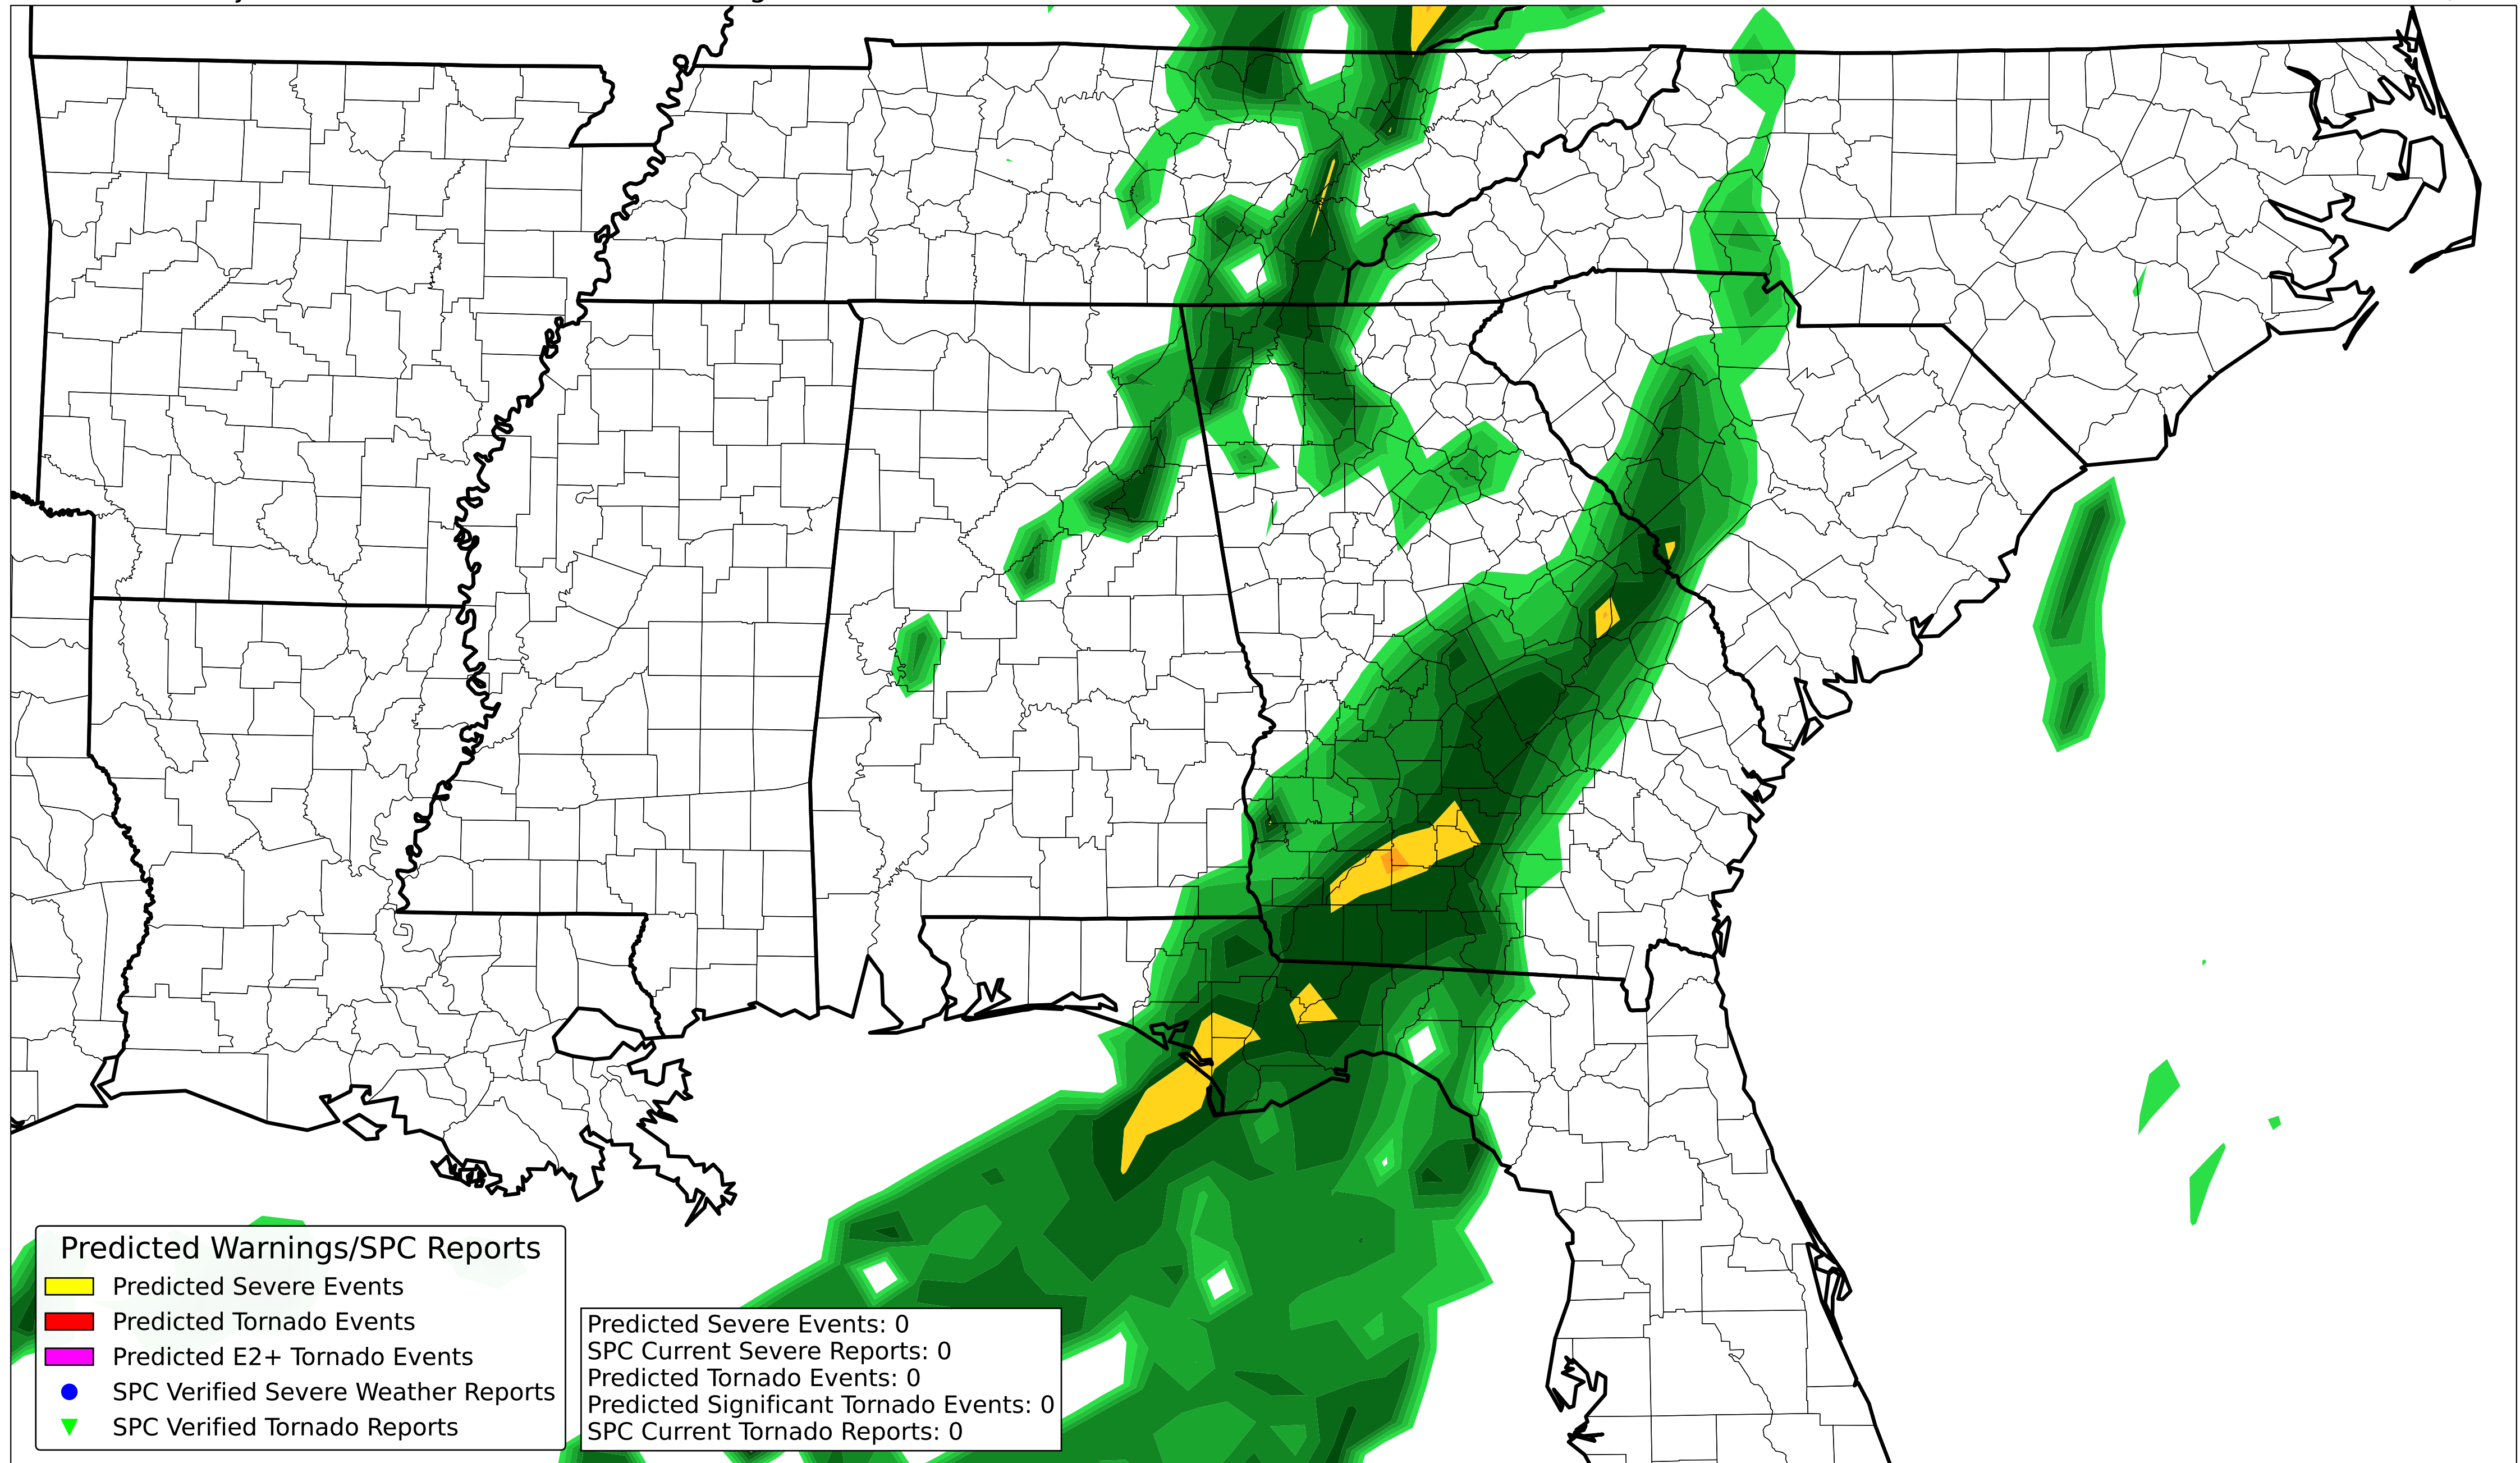 Predicted Warnings/SPC Reports
Predicted Severe Events
Predicted Tornado Events
Predicted E2+ Tornado Events
SPC Verified Severe Weather Reports
SPC Verified Tornado Reports
Predicted Severe Events: 0
SPC Current Severe Reports: 0
Predicted Tornado Events: 0
Predicted Significant Tornado Events: 0
SPC Current Tornado Reports: 0